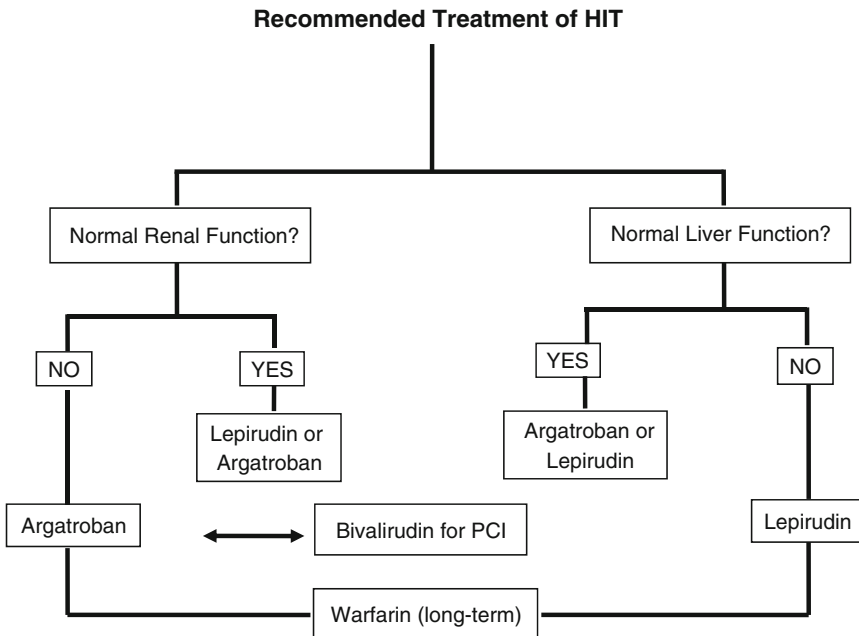 Recommended Treatment of HIT
Normal Renal Function?
Normal Liver Function?
NO
YES
YES
NO
Lepirudin or
Argatroban
Argatroban or
Lepirudin
Argatroban
Bivalirudin for PCI
Lepirudin
Warfarin (long-term)